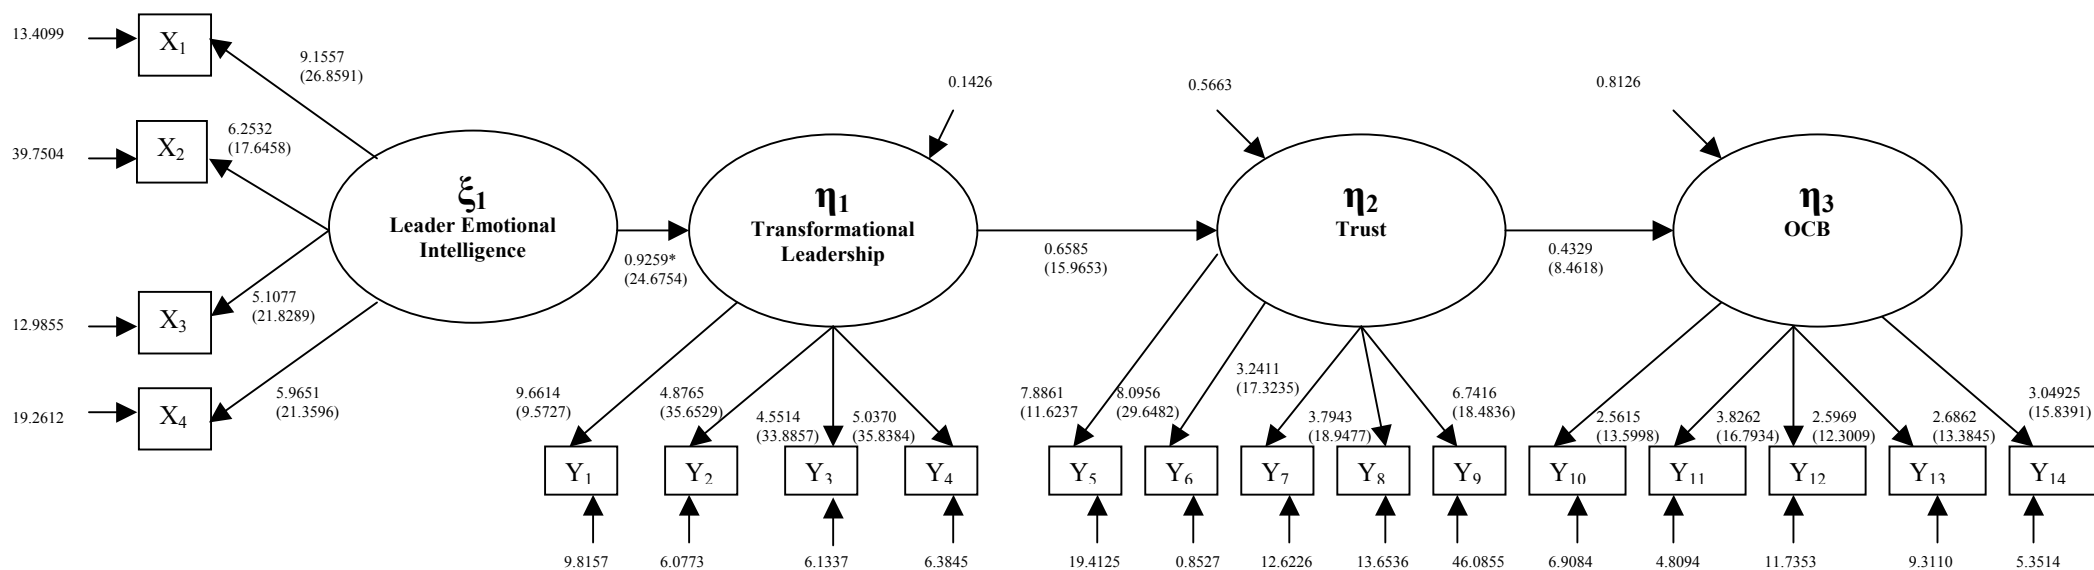 13.4099
X1
9.1557
(26.8591)
39.7504
X2
6.2532
(17.6458)
12.9855
X3
5.1077
(21.8289)
19.2612
X4
5.9651
(21.3596)
ξ1
Leader Emotional
Intelligence
0.9259*
(24.6754)
0.1426
η1
Transformational
Leadership
0.6585
(15.9653)
0.5663
η2
Trust
0.4329
(8.4618)
0.8126
η3
OCB
9.6614
(9.5727)
4.8765
(35.6529)
4.5514
(33.8857)
5.0370
(35.8384)
7.8861
(11.6237
8.0956
(29.6482)
3.2411
(17.3235)
3.7943
(18.9477)
6.7416
(18.4836)
2.5615
(13.5998)
3.8262
(16.7934)
2.5969
(12.3009)
2.6862
(13.3845)
3.04925
(15.8391)
Y1
Y2
Y3
Y4
Y5
Y6
Y7
Y8
Y9
Y10
Y11
Y12
Y13
Y14
9.8157
6.0773
6.1337
6.3845
19.4125
0.8527
12.6226
13.6536
46.0855
6.9084
4.8094
11.7353
9.3110
5.3514